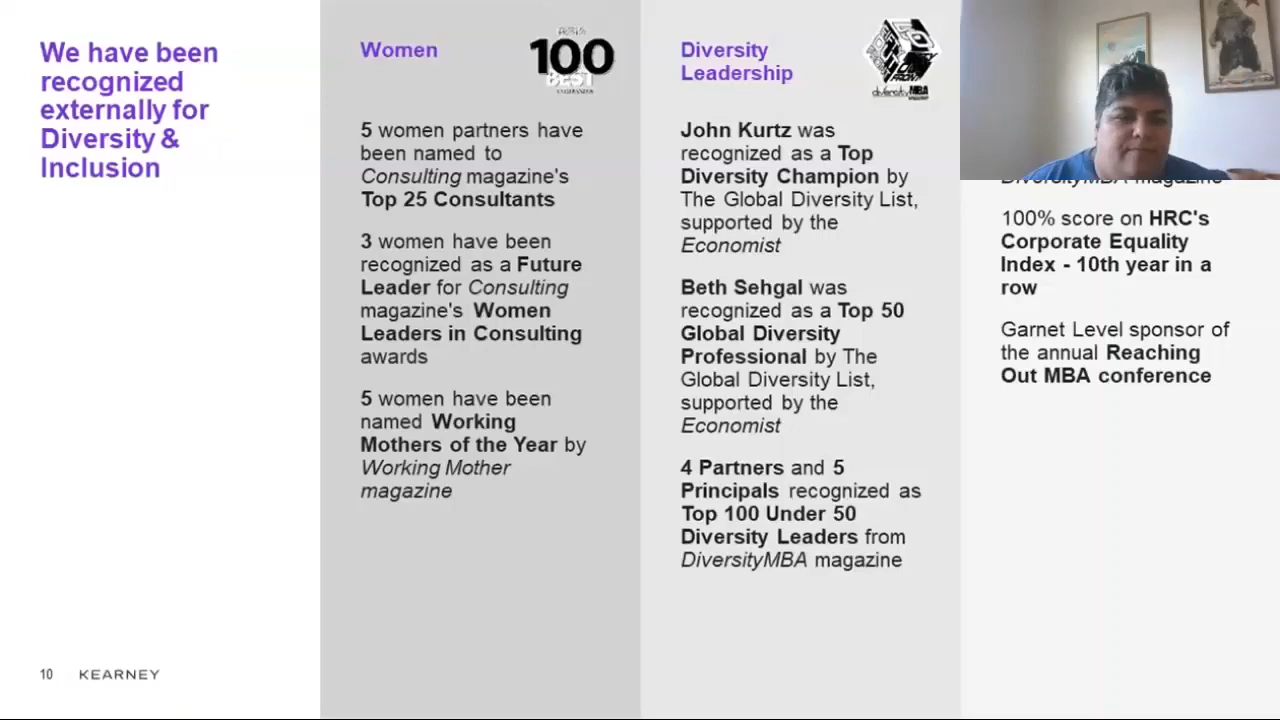 We have been
recognized
externally for
Diversity &
Inclusion
Women
100
BEST
5 women partners have
been named to
Consulting magazine's
Top 25 Consultants
3 women have been
recognized as a Future
Leader for Consulting
magazine's Women
Leaders in Consulting
awards
5 women have been
named Working
Mothers of the Year by
Working Mother
magazine
Diversity
Leadership
50
OUT
FRONT
diversityMBA
John Kurtz was
recognized as a Top
Diversity Champion by
The Global Diversity List,
supported by the
Economist
Beth Sehgal was
recognized as a Top 50
Global Diversity
Professional by The
Global Diversity List,
supported by the
Economist
4 Partners and 5
Principals recognized as
Top 100 Under 50
Diversity Leaders from
DiversityMBA magazine
DiversityMBA magazine
100% score on HRC's
Corporate Equality
Index - 10th year in a
row
Garnet Level sponsor of
the annual Reaching
Out MBA conference
10 KEARNEY